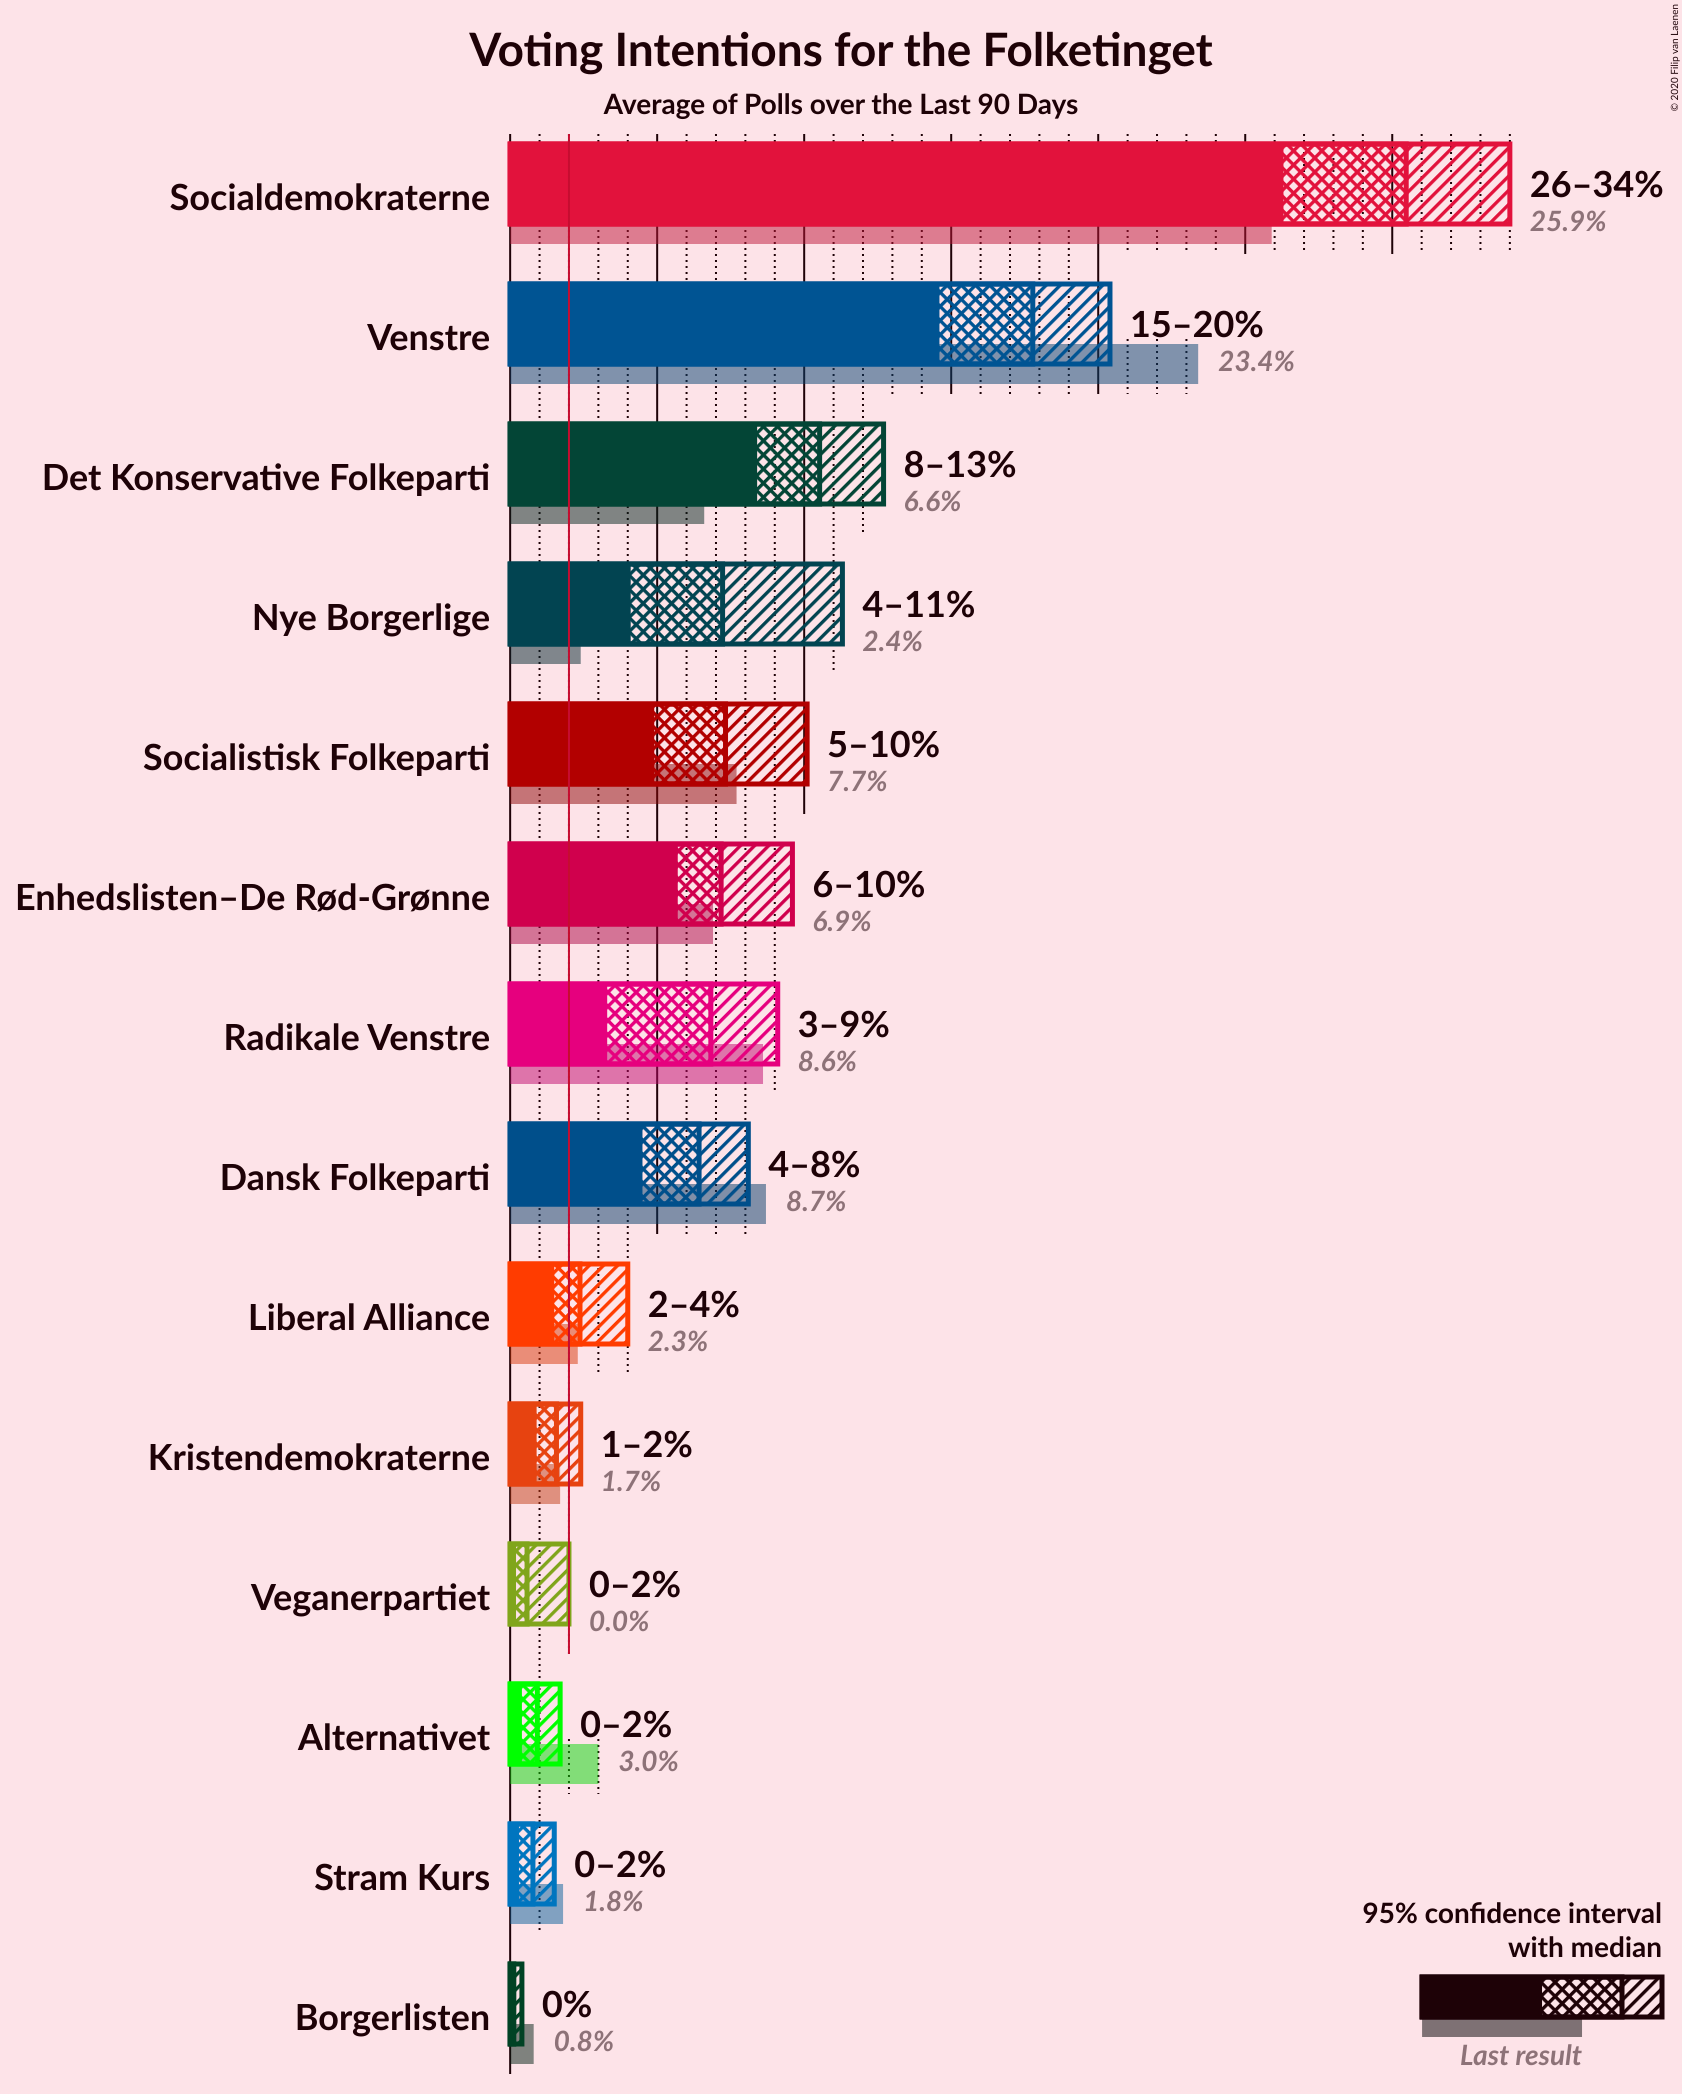 Voting Intentions for the Folketinget
Average of Polls over the Last 90 Days
© 2020 Filip van Laenen
Socialdemokraterne
26–34%
25.9%
Venstre
15–20%
23.4%
Det Konservative Folkeparti
8–13%
6.6%
Nye Borgerlige
4–11%
2.4%
Socialistisk Folkeparti
5–10%
7.7%
Enhedslisten–De Rød-Grønne
6–10%
6.9%
Radikale Venstre
3–9%
8.6%
Dansk Folkeparti
4–8%
8.7%
Liberal Alliance
2–4%
2.3%
Kristendemokraterne
1–2%
1.7%
Veganerpartiet
0–2%
0.0%
Alternativet
0–2%
3.0%
Stram Kurs
0–2%
1.8%
Borgerlisten
0%
0.8%
95% confidence interval
with median
Last result